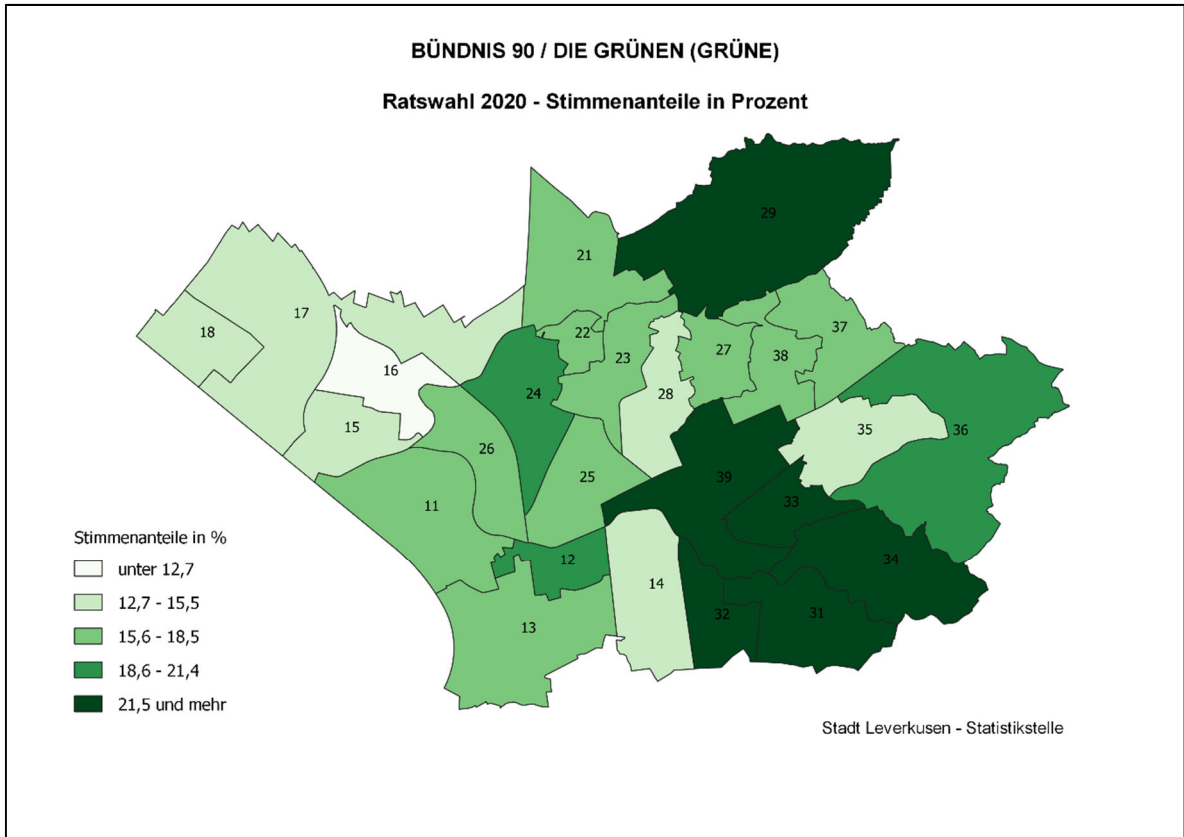 BÜNDNIS 90 / DIE GRÜNEN (GRÜNE)
Ratswahl 2020 - Stimmenanteile in Prozent
29
21
17
18
22
23
27
37
38
16
24
28
15
26
35
36
25
39
11
33
12
34
14
32
31
13
Stimmenanteile in %
unter 12,7
12,7 - 15,5
15,6 - 18,5
18,6 - 21,4
21,5 und mehr
Stadt Leverkusen - Statistikstelle